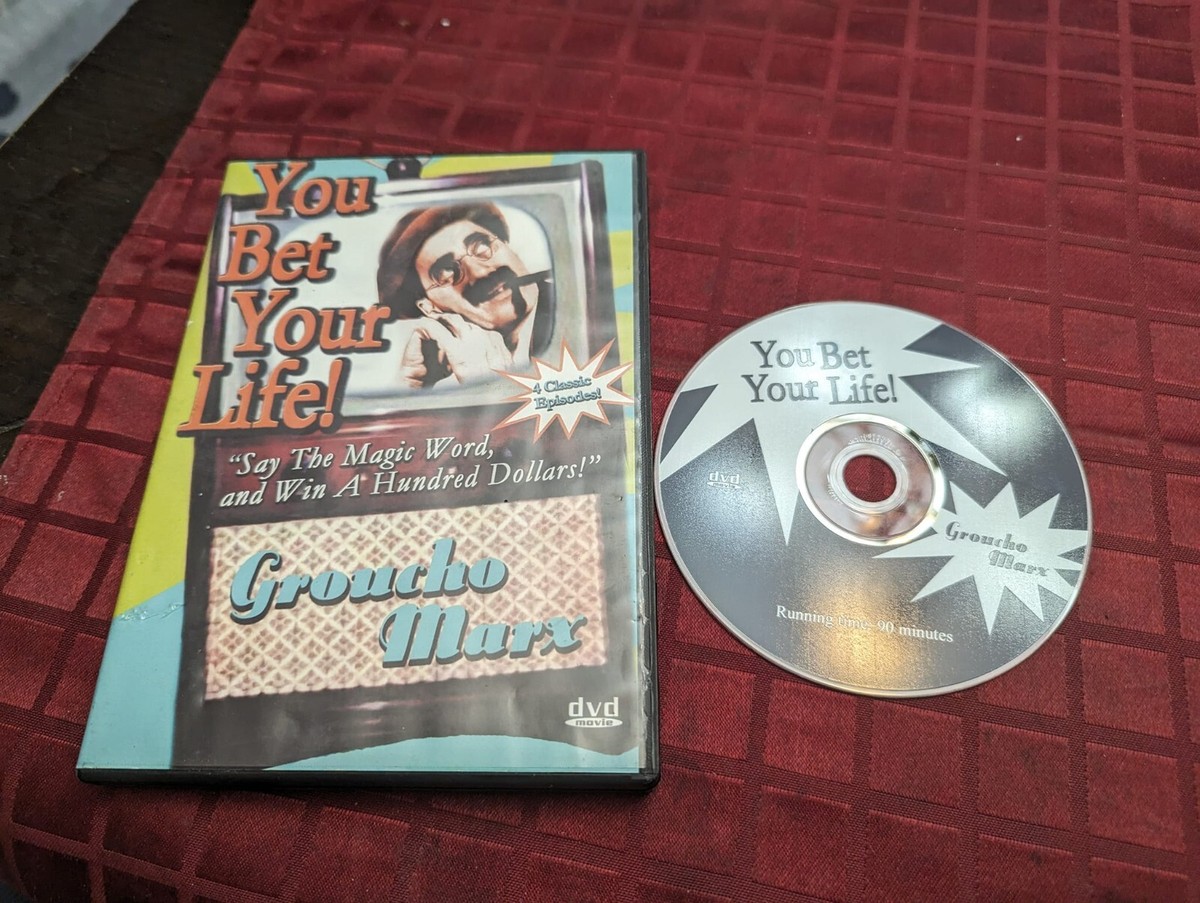 You
Bet
Your
Life!
4 Classic
Episodes!
"Say The Magic Word,
and Win A Hundred Dollars!"
Groucho
Marx
dvd
movie
You Bet
Your Life!
dvd
Groucho
Marx
Running time: 90 minutes